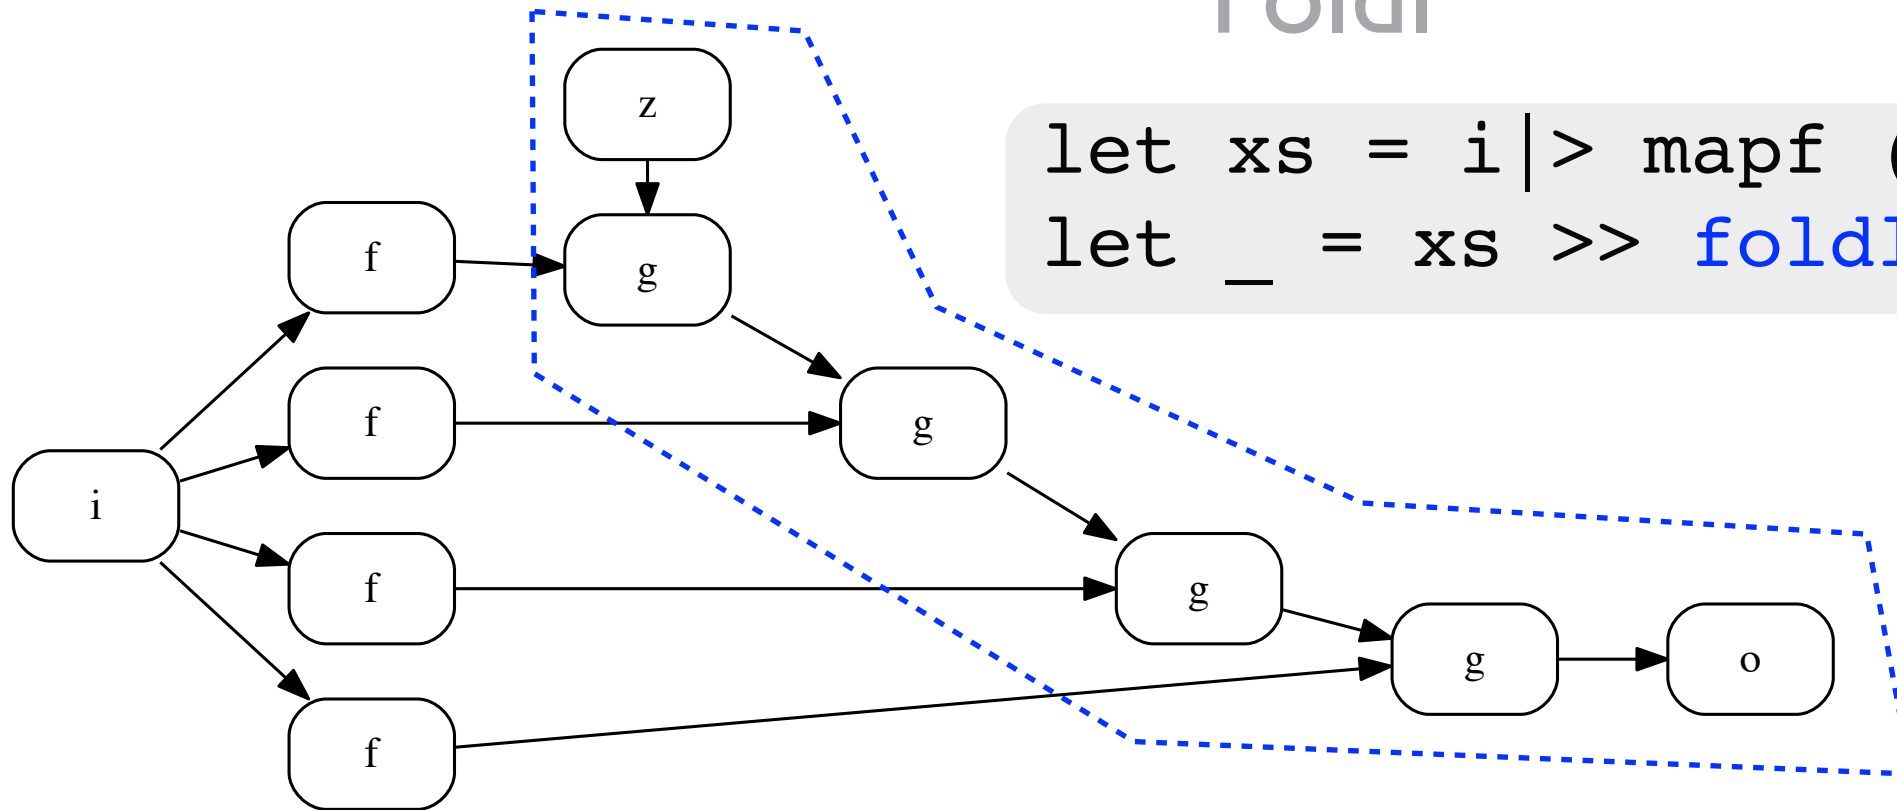 let xs = i|> mapf (
let _ = xs >> foldl
z
f
g
f
g
i
f
g
g
o
f